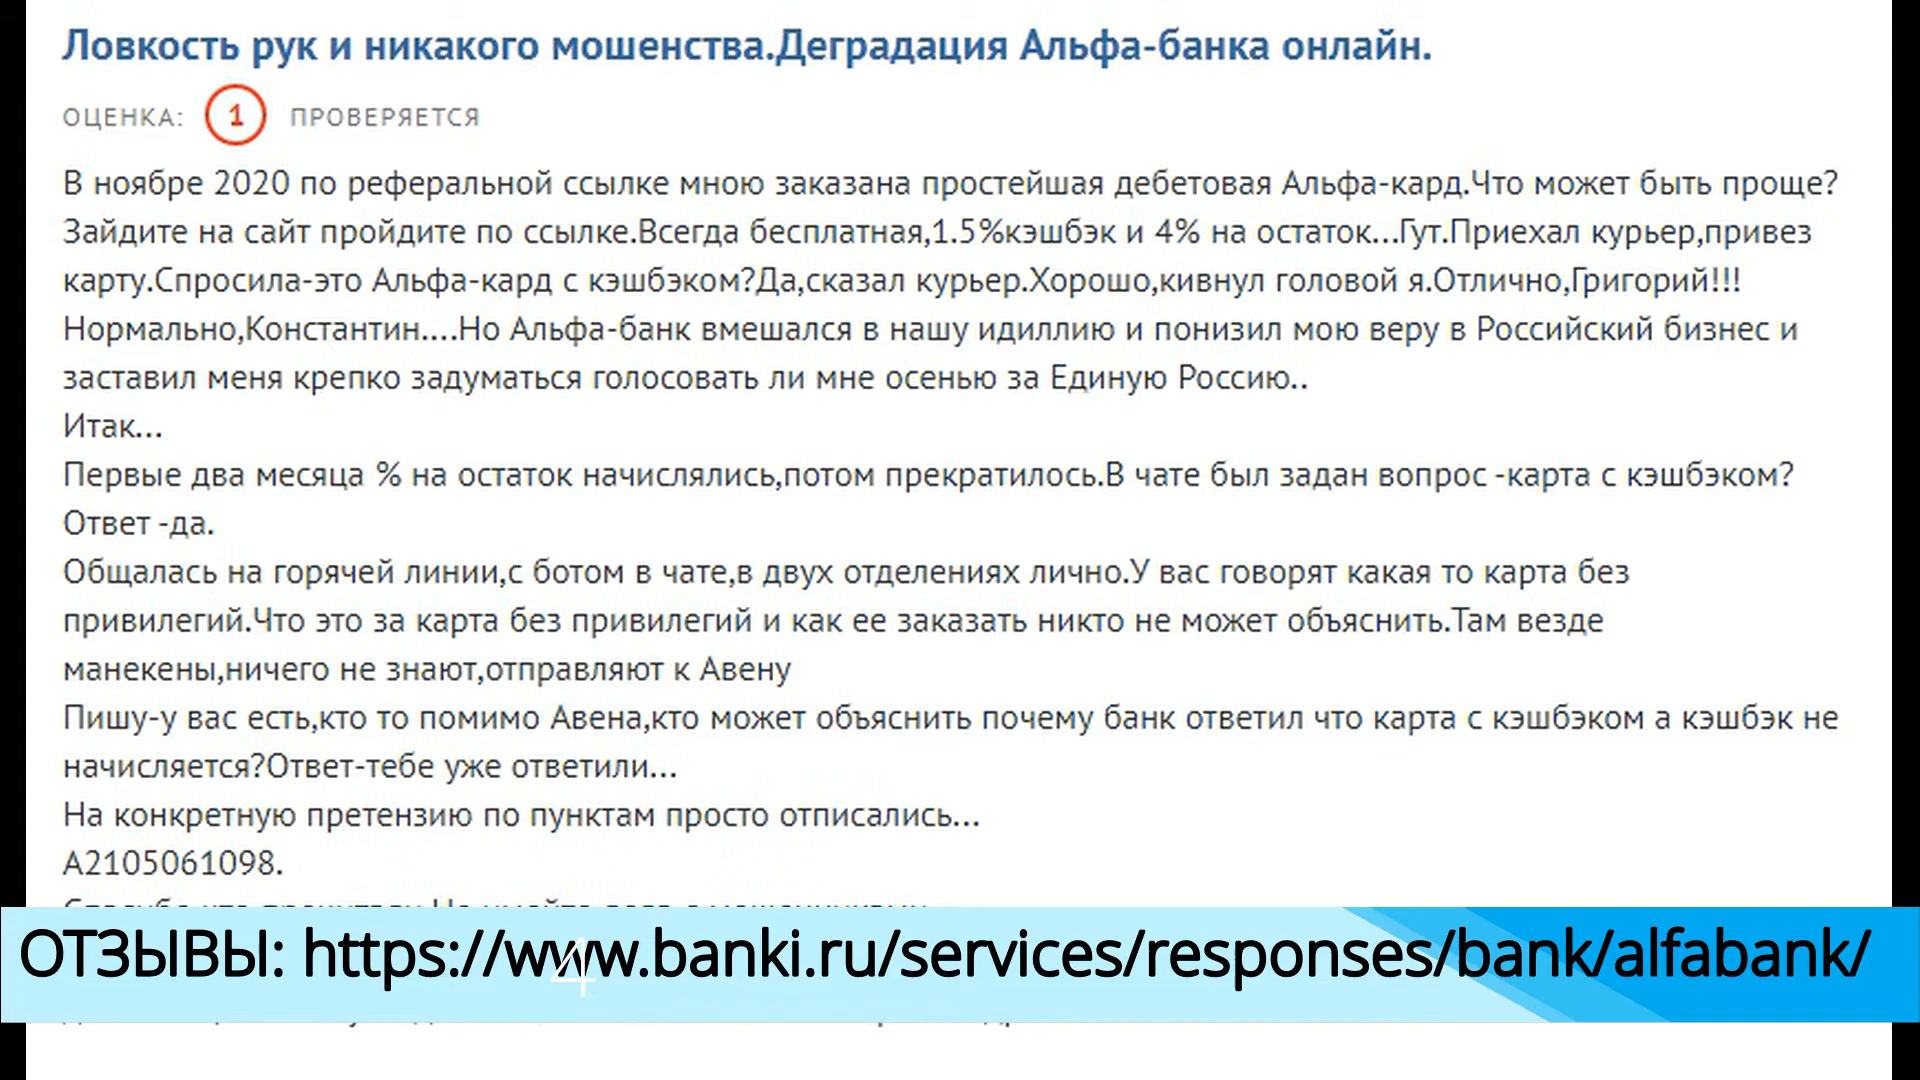 Ловкость рук и никакого мошенства.Деградация Альфа-банка онлайн.
ОЦЕНКА: 1 ПРОВЕРЯЕТСЯ
В ноябре 2020 по реферальной ссылке мною заказана простейшая дебетовая Альфа-кард.Что может быть проще?
Зайдите на сайт пройдите по ссылке.Всегда бесплатная,1.5%кэшбэк и 4% на остаток...Гут.Приехал курьер,привез
карту.Спросила-это Альфа-кард с кэшбэком?Да,сказал курьер.Хорошо,кивнул головой я.Отлично,Григорий!!!
Нормально,Константин....Но Альфа-банк вмешался в нашу идиллию и понизил мою веру в Российский бизнес и
заставил меня крепко задуматься голосовать ли мне осенью за Единую Россию..
Итак...
Первые два месяца % на остаток начислялись,потом прекратилось.В чате был задан вопрос -карта с кэшбэком?
Ответ -да.
Общалась на горячей линии,с ботом в чате,в двух отделениях лично.У вас говорят какая то карта без
привилегий.Что это за карта без привилегий и как ее заказать никто не может объяснить.Там везде
манекены,ничего не знают,отправляют к Авену
Пишу-у вас есть,кто то помимо Авена,кто может объяснить почему банк ответил что карта с кэшбэком а кэшбэк не
начисляется?Ответ-тебе уже ответили...
На конкретную претензию по пунктам просто отписались...
А2105061098.
ОТЗЫВЫ: https://www.banki.ru/services/responses/bank/alfabank/
4